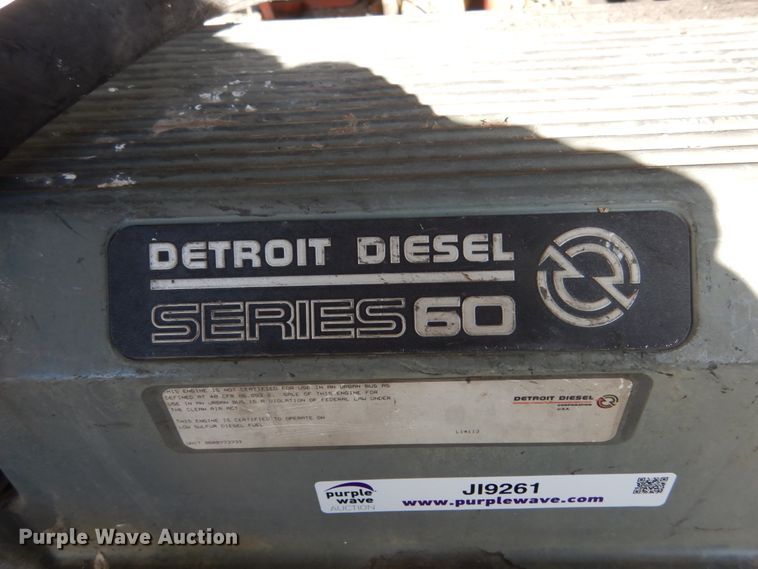 DETROIT DIESEL
SERIES 60
THIS ENGINE IS NOT CERTIFIED FOR USE IN AN URBAN BUS AS
DEFINED AT 40 CFR 86.093-2. SALE OF THIS ENGINE FOR
USE IN AN URBAN BUS IS A VIOLATION OF FEDERAL LAW UNDER
THE CLEAN AIR ACT.
THIS ENGINE IS CERTIFIED TO OPERATE ON
LOW SULFUR DIESEL FUEL
DETROIT DIESEL
CORPORATION
U.S.A.
purple wave AUCTION
JI9261
www.purplewave.com
Purple Wave Auction